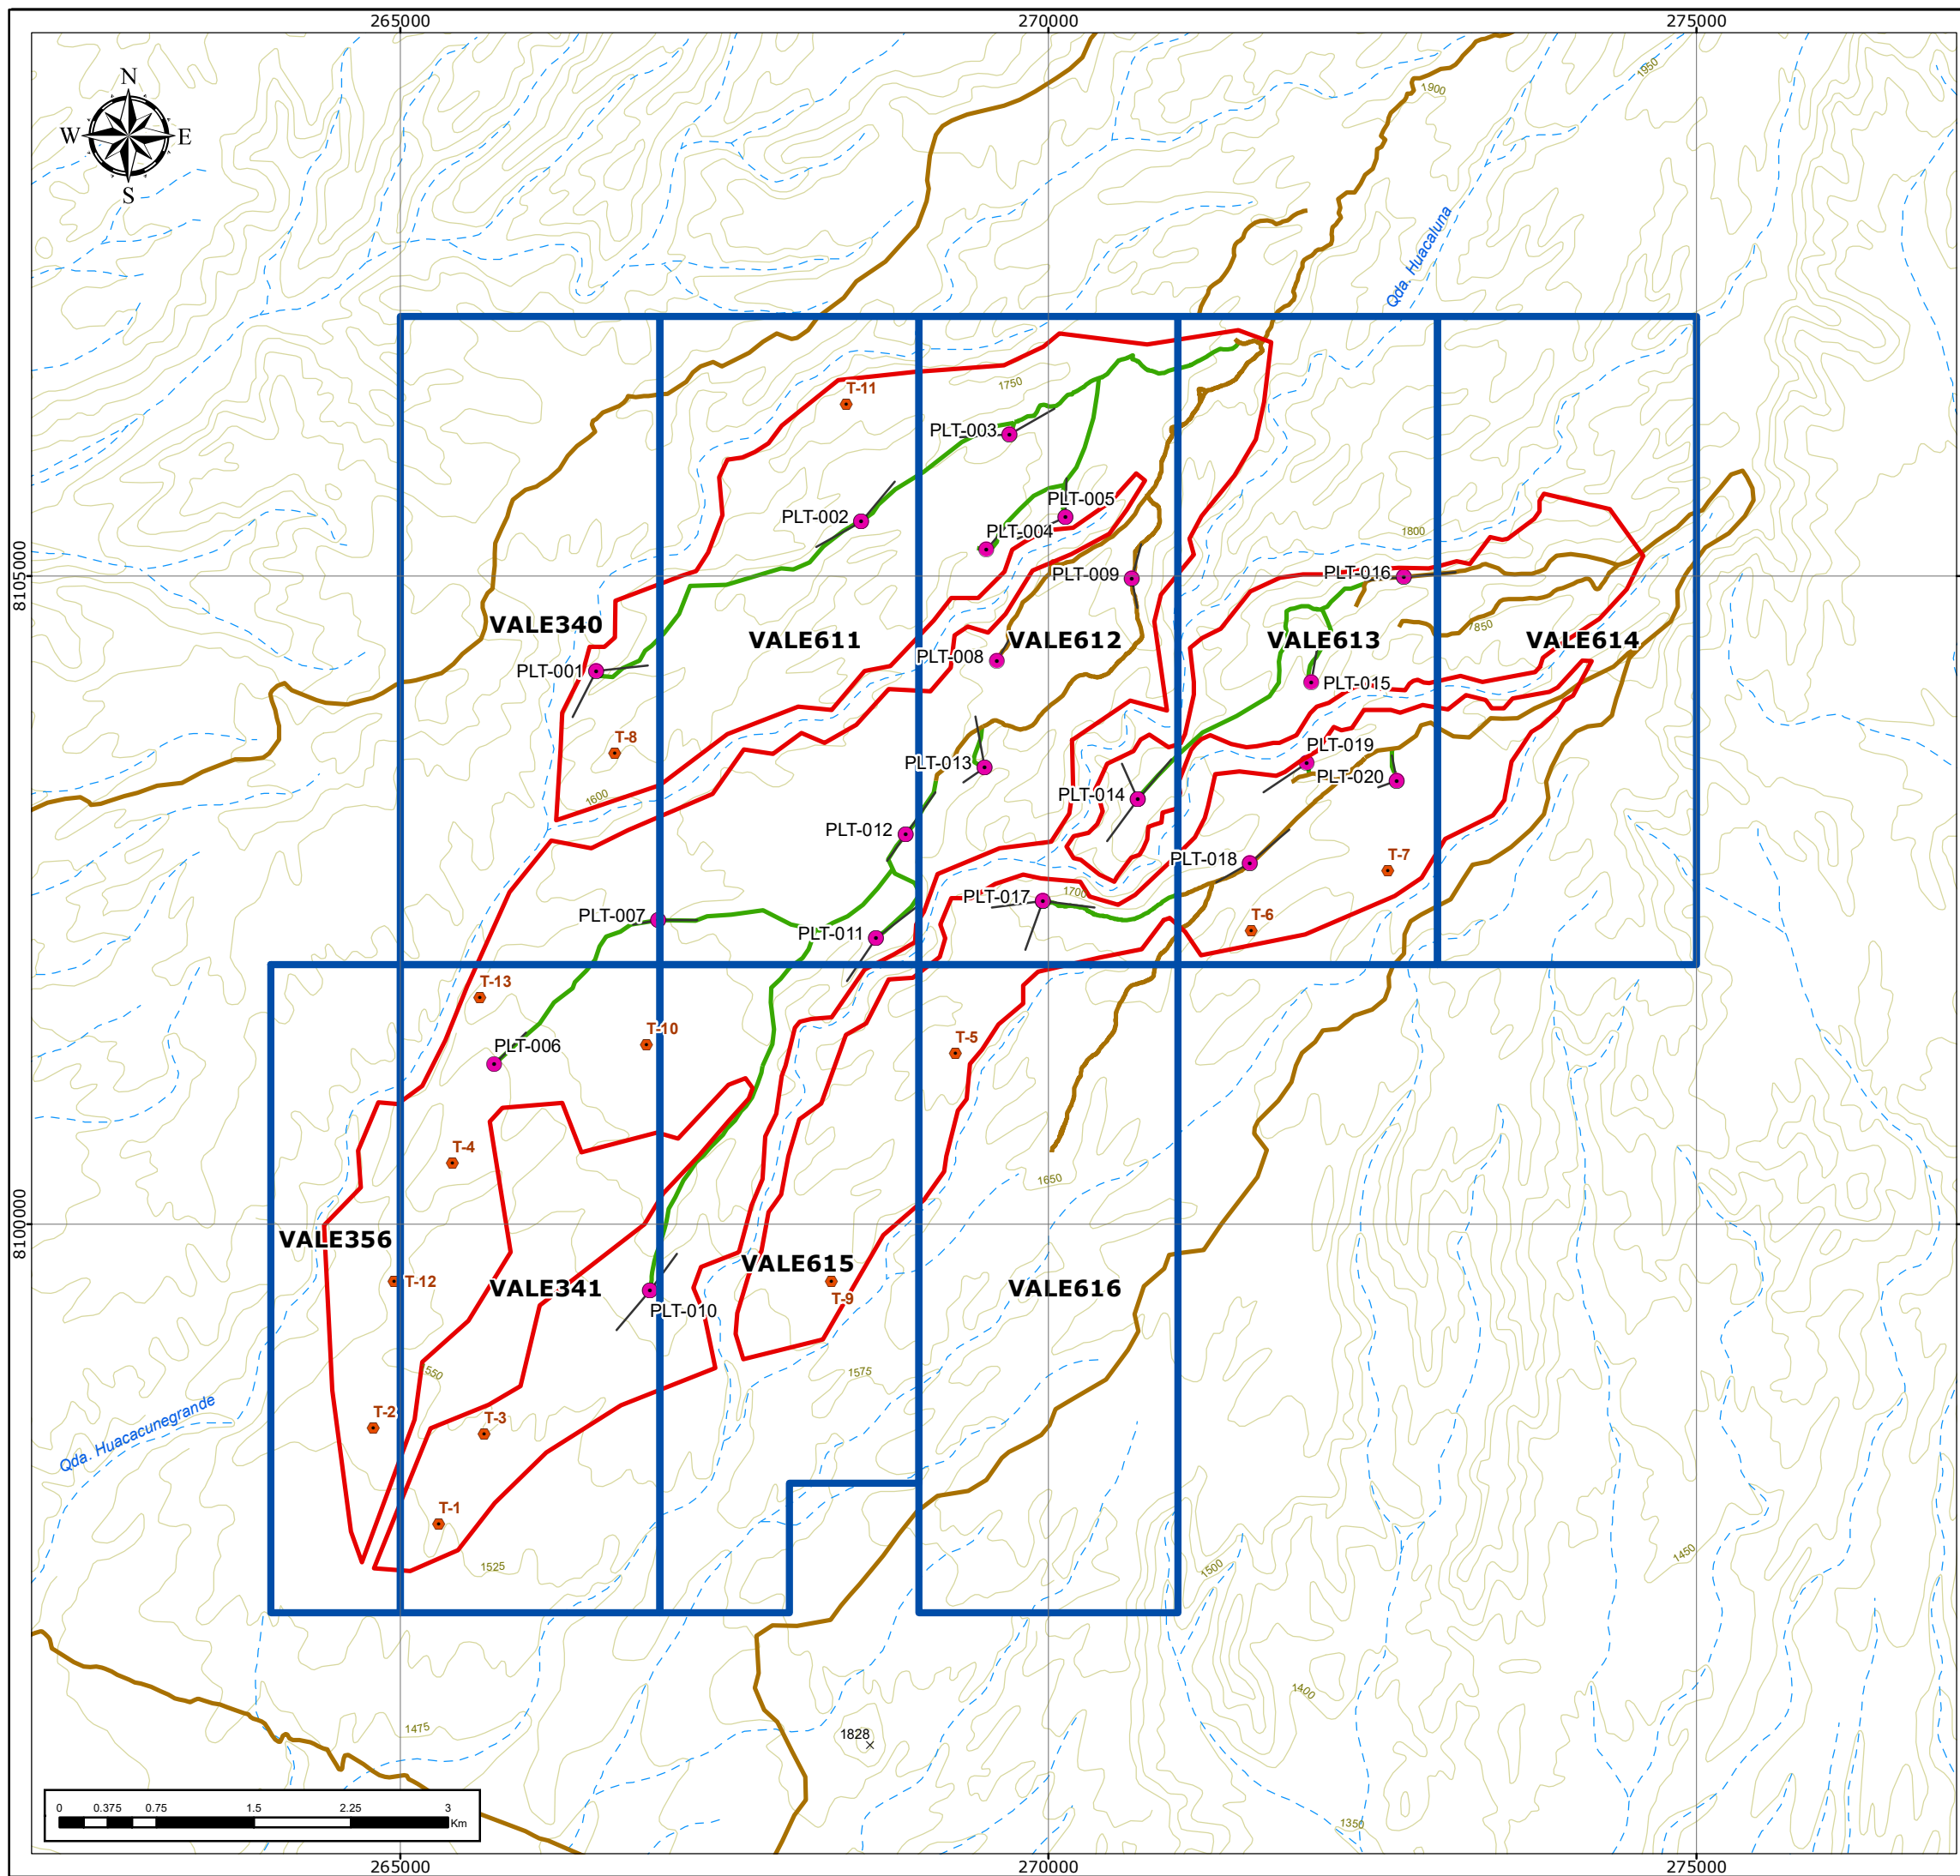 265000
270000
275000
N
W
E
S
1950
1900
Qda. Huacaluna
T-11
1750
PLT-003
PLT-002
PLT-005
PLT-004
1800
8105000
PLT-009
PLT-016
VALE340
VALE611
VALE612
VALE613
VALE614
1850
PLT-008
PLT-001
PLT-015
T-8
PLT-013
PLT-019
PLT-020
1600
PLT-014
PLT-012
PLT-018
T-7
1700
PLT-017
PLT-007
PLT-011
T-6
T-13
T-10
T-5
PLT-006
T-4
1650
8100000
VALE356
T-12
VALE341
VALE615
VALE616
T-9
PLT-010
1550
1575
Qda. Huacacunegrande
T-2
T-3
T-1
1525
1500
1450
1400
1475
1828
1350
0 0.375 0.75 1.5 2.25 3
Km
265000
270000
275000